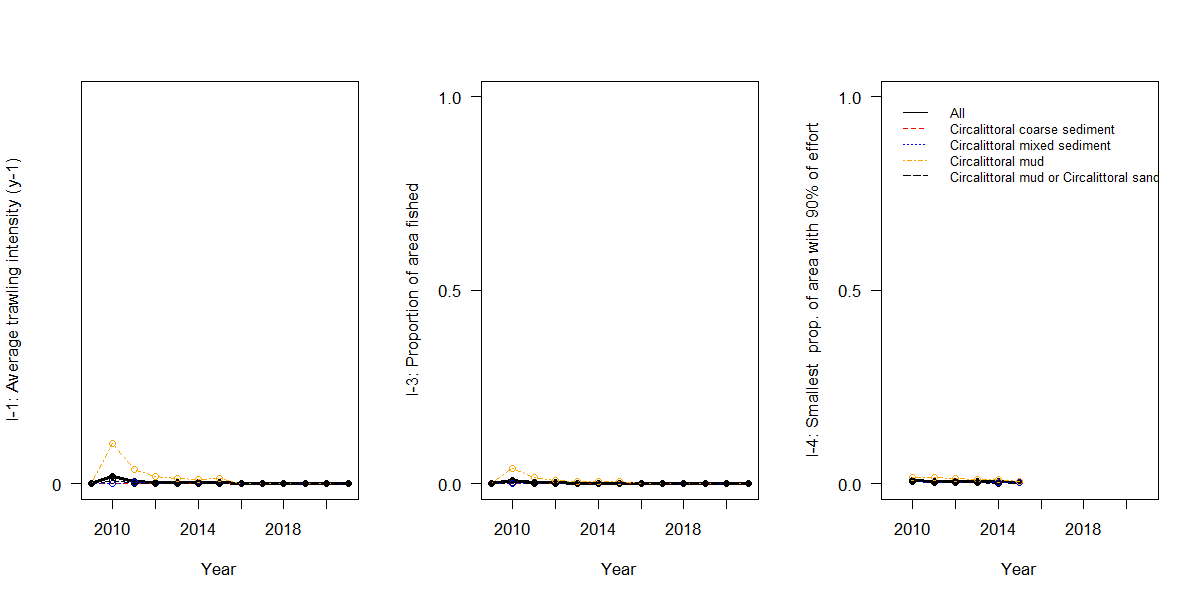 I-1: Average trawling intensity (y-1)
0
2010 2014 2018
Year
I-3: Proportion of area fished
1.0
0.5
0.0
2010 2014 2018
Year
I-4: Smallest prop. of area with 90% of effort
1.0
0.5
0.0
All
Circalittoral coarse sediment
Circalittoral mixed sediment
Circalittoral mud
Circalittoral mud or Circalittoral sand
2010 2014 2018
Year